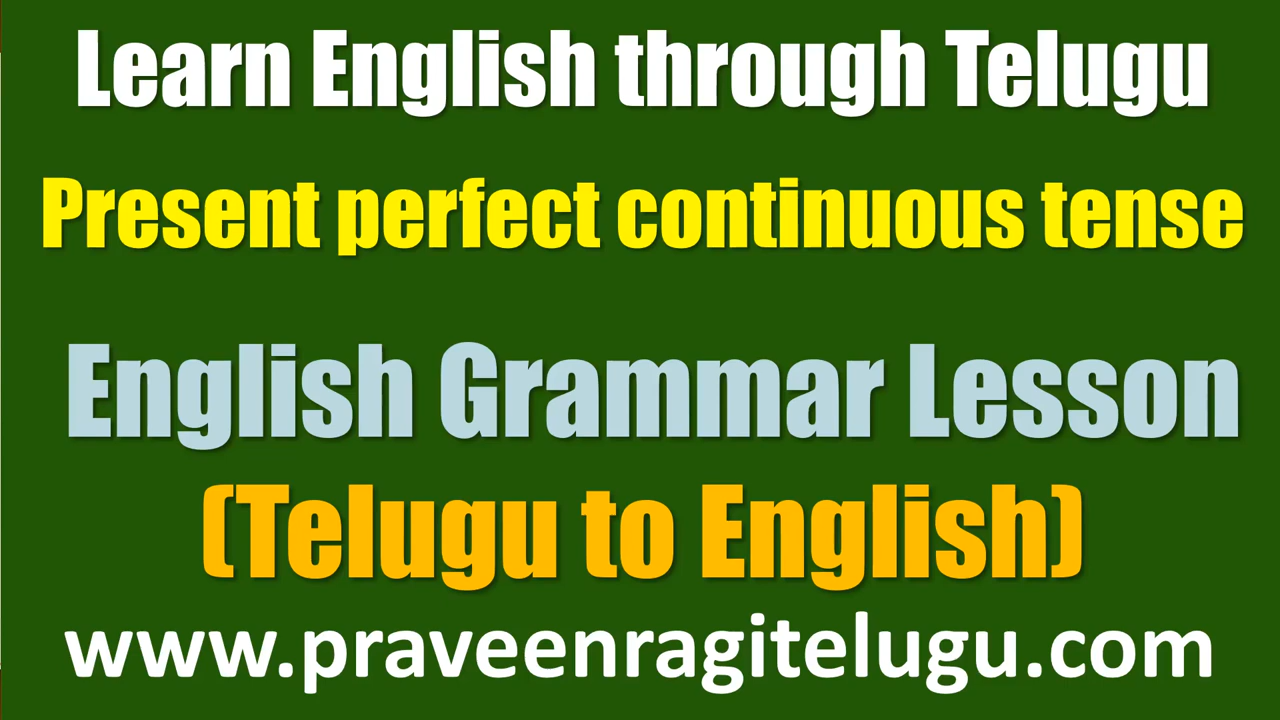 Learn English through Telugu
Present perfect continuous tense
English Grammar Lesson
(Telugu to English)
www.praveenragitelugu.com